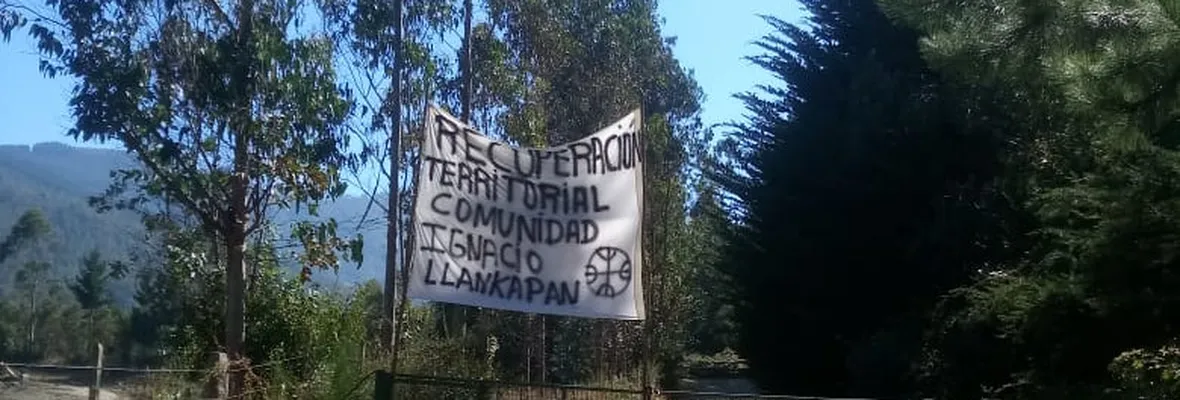 RECUPERACIÓN
TERRITORIAL
COMUNIDAD
IGNACIO
LLANKAPAN